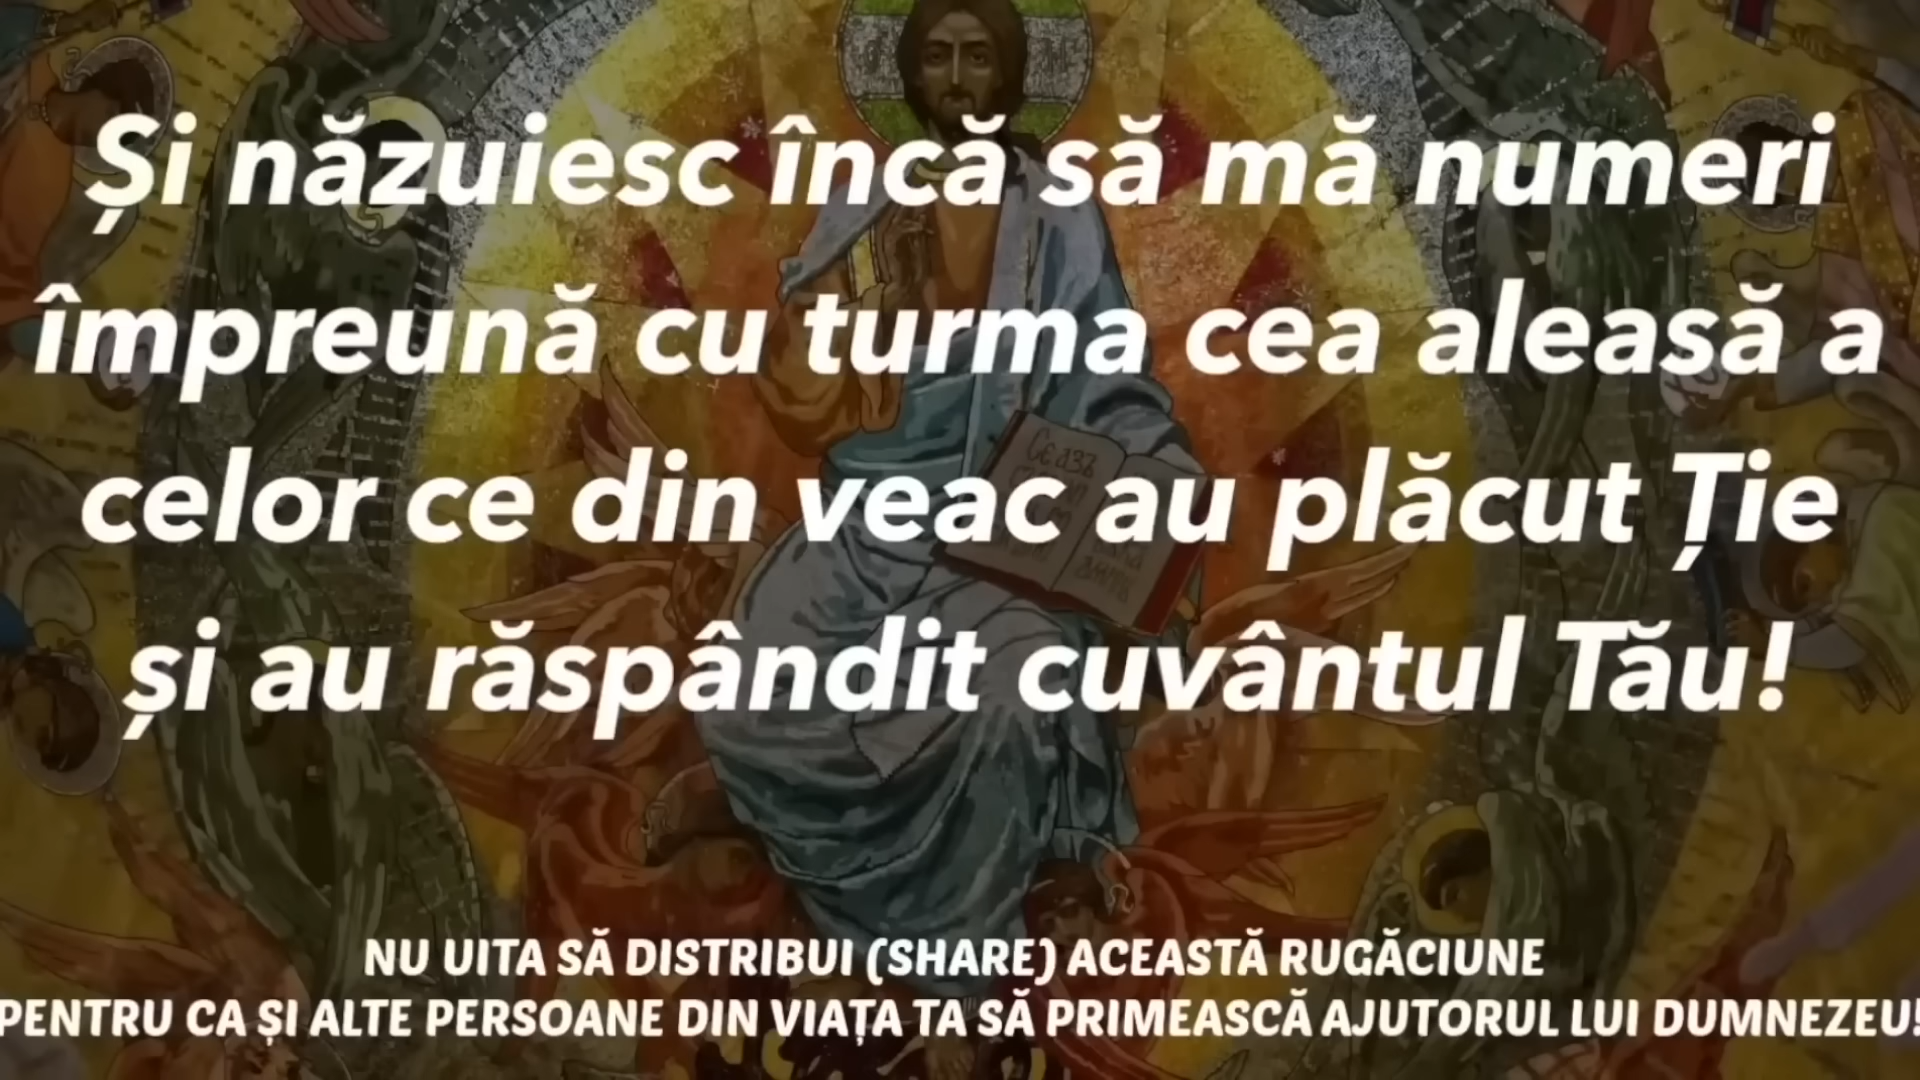 Și năzuiesc încă să mă numeri
împreună cu turma cea aleasă a
celor ce din veac au plăcut Ție
și au răspândit cuvântul Tău!
NU UITA SĂ DISTRIBUI (SHARE) ACEASTĂ RUGĂCIUNE
PENTRU CA ȘI ALTE PERSOANE DIN VIAȚA TA SĂ PRIMEASCĂ AJUTORUL LUI DUMNEZEU!